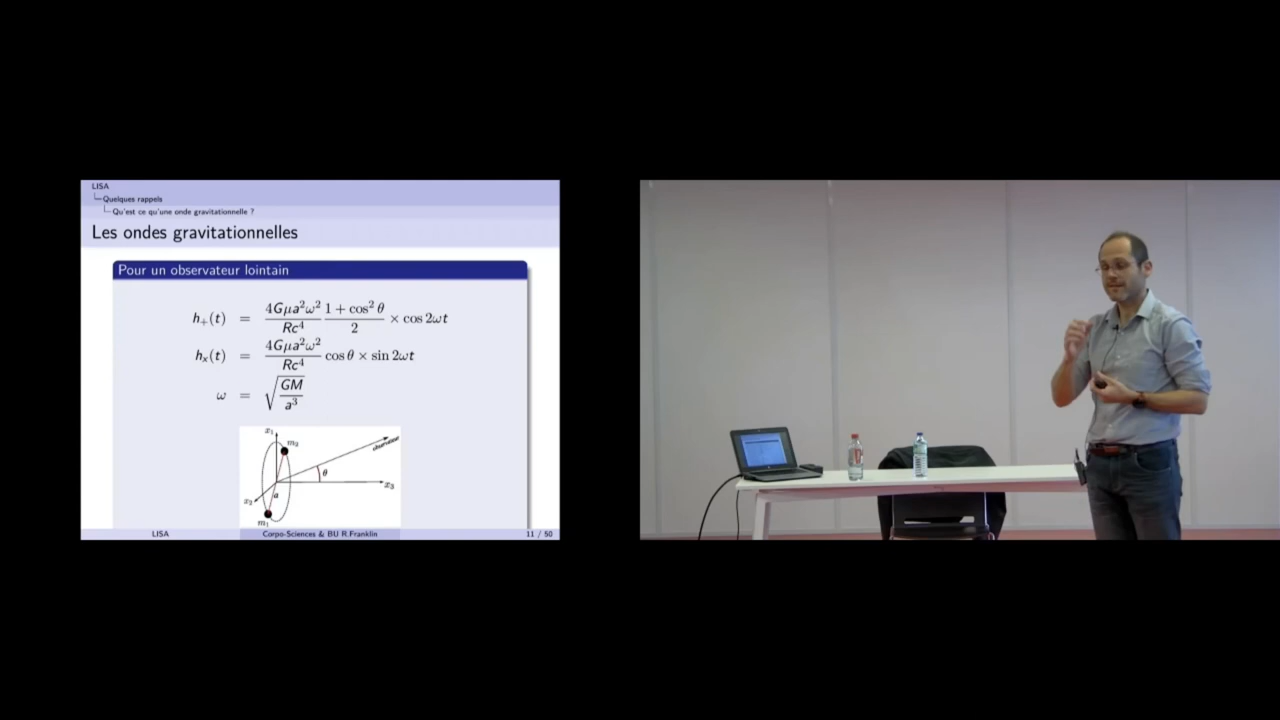 LISA
Quelques rappels
Qu'est ce qu'une onde gravitationnelle ?
Les ondes gravitationnelles
Pour un observateur lointain
h₊(t) = 4Gμa²ω² / Rc⁴ (1 + cos² θ) / 2 × cos 2ωt
hₓ(t) = 4Gμa²ω² / Rc⁴ cos θ × sin 2ωt
ω = √(GM / a³)
x₁
m₂
observateur
θ
x₃
x₂
a
m₁
LISA Corpo-Sciences & BU R.Franklin 11 / 50